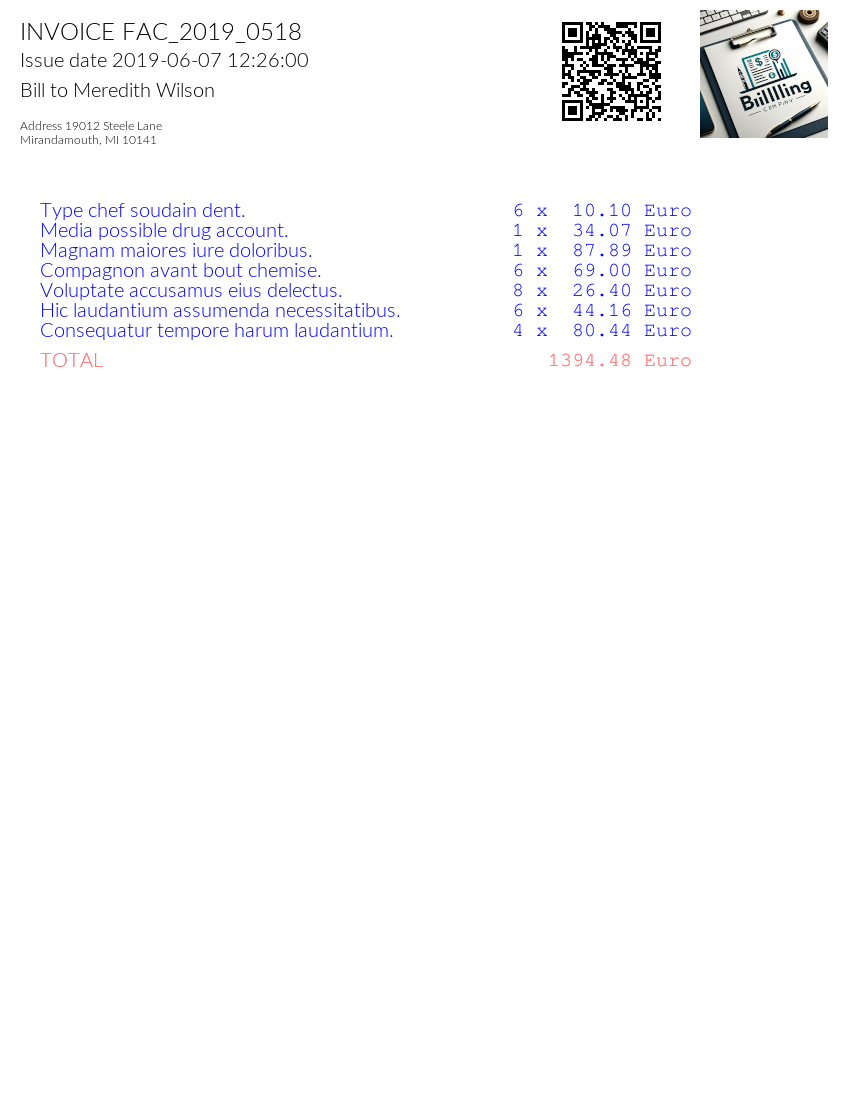 INVOICE FAC_2019_0518
Issue date 2019-06-07 12:26:00
Bill to Meredith Wilson
Address 19012 Steele Lane
Mirandamouth, MI 10141
Biillling
COMPANY
Type chef soudain dent. 6 x 10.10 Euro
Media possible drug account. 1 x 34.07 Euro
Magnam maiores iure doloribus. 1 x 87.89 Euro
Compagnon avant bout chemise. 6 x 69.00 Euro
Voluptate accusamus eius delectus. 8 x 26.40 Euro
Hic laudantium assumenda necessitatibus. 6 x 44.16 Euro
Consequatur tempore harum laudantium. 4 x 80.44 Euro
TOTAL 1394.48 Euro